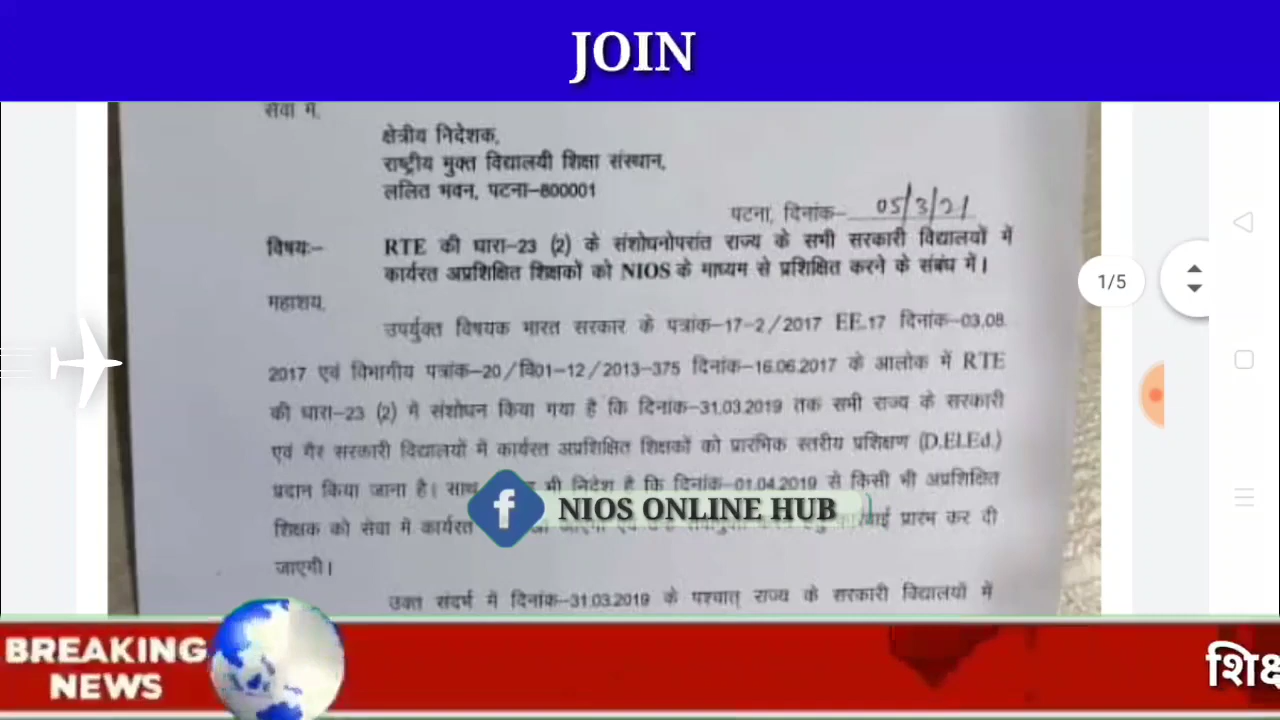 JOIN
सेवा में,
क्षेत्रीय निदेशक,
राष्ट्रीय मुक्त विद्यालयी शिक्षा संस्थान,
ललित भवन, पटना-800001
पटना, दिनांक- 05/3/21
विषय:- RTE की धारा-23 (2) के संशोधनोपरांत राज्य के सभी सरकारी विद्यालयों में
कार्यरत अप्रशिक्षित शिक्षकों को NIOS के माध्यम से प्रशिक्षित करने के संबंध में।
1/5
महाशय,
उपर्युक्त विषयक भारत सरकार के पत्रांक-17-2/2017 EE.17 दिनांक-03.08.
2017 एवं विभागीय पत्रांक-20/वि01-12/2013-375 दिनांक-16.06.2017 के आलोक में RTE
की धारा-23 (2) में संशोधन किया गया है कि दिनांक-31.03.2019 तक सभी राज्य के सरकारी
एवं गैर सरकारी विद्यालयों में कार्यरत अप्रशिक्षित शिक्षकों को प्रारंभिक स्तरीय प्रशिक्षण (D.El.Ed.)
प्रदान किया जाना है। साथ भी निदेश है कि दिनांक-01.04.2019 से किसी भी अप्रशिक्षित
f NIOS ONLINE HUB
शिक्षक को सेवा में कार्यरत प्रारंभ कर दी
जाएगी।
उक्त संदर्भ में दिनांक-31.03.2019 के पश्चात् राज्य के सरकारी विद्यालयों में
BREAKING
NEWS
शिक्ष